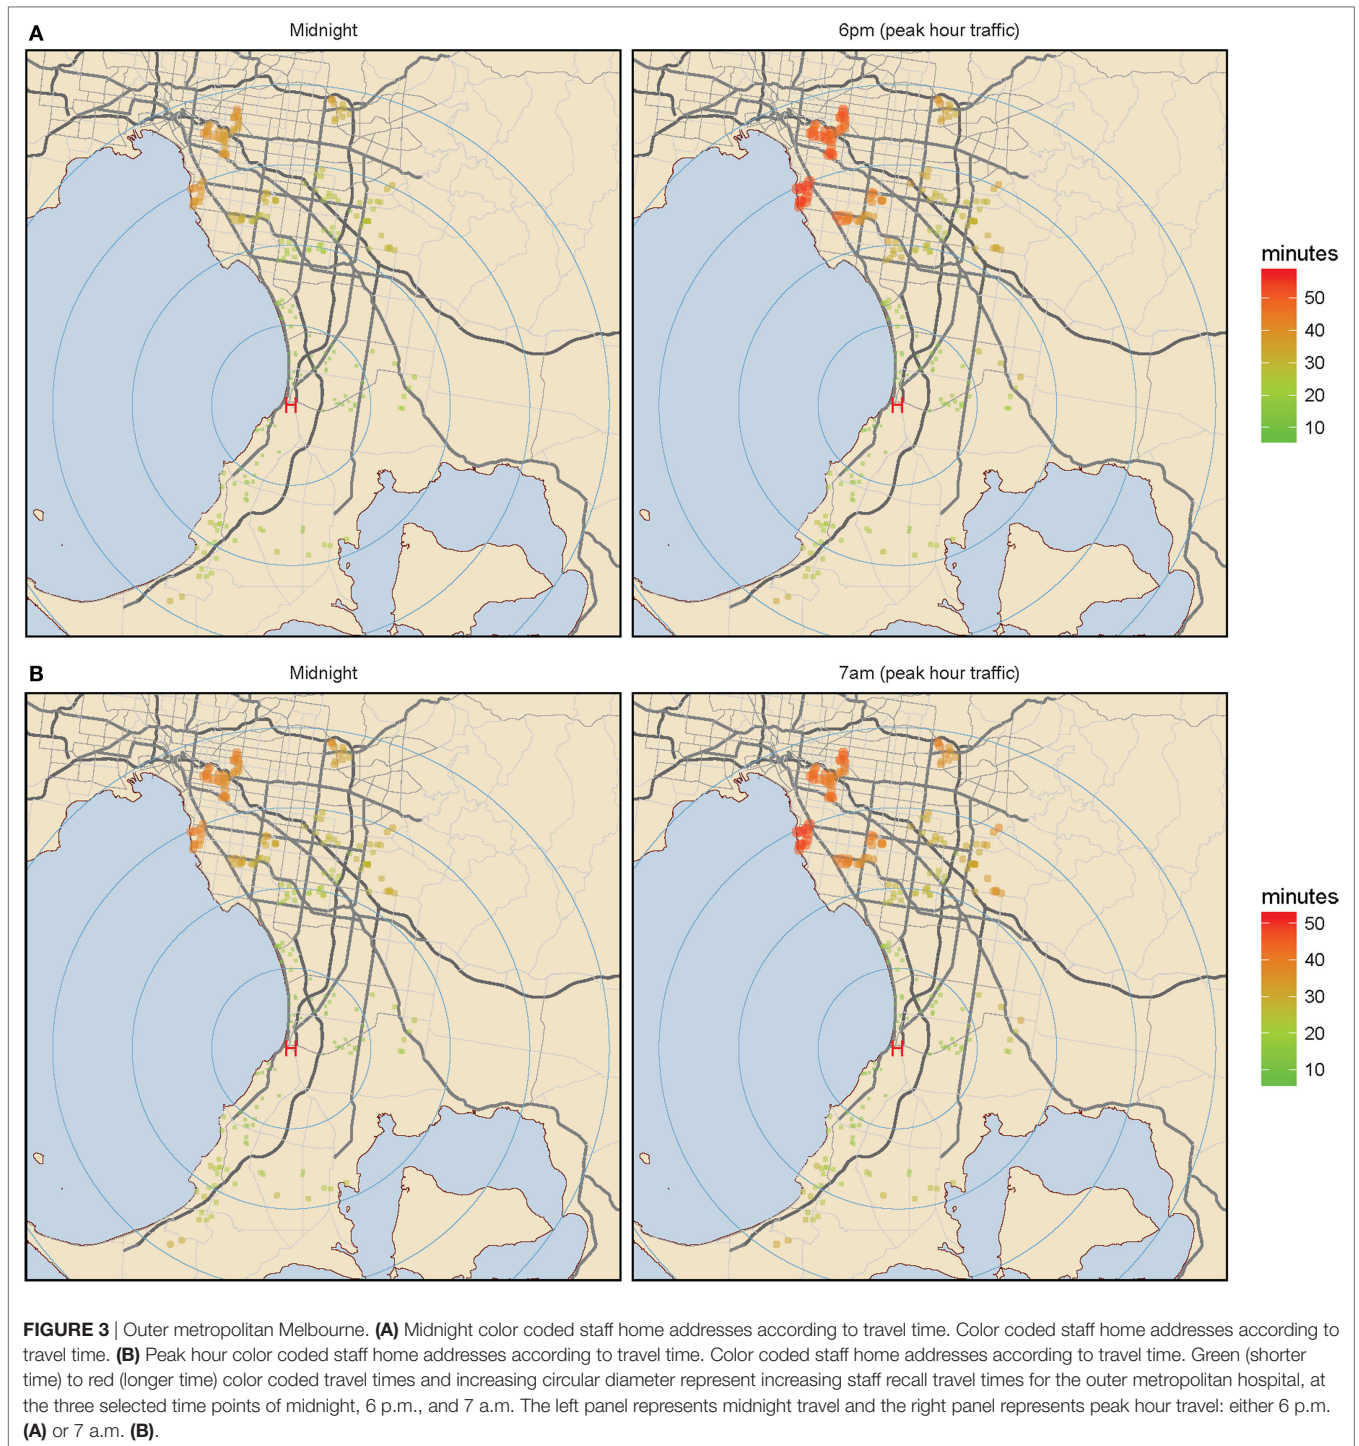 A
Midnight
6pm (peak hour traffic)
H
H
minutes
50
40
30
20
10
B
Midnight
7am (peak hour traffic)
H
H
minutes
50
40
30
20
10
FIGURE 3 | Outer metropolitan Melbourne. (A) Midnight color coded staff home addresses according to travel time. Color coded staff home addresses according to
travel time. (B) Peak hour color coded staff home addresses according to travel time. Color coded staff home addresses according to travel time. Green (shorter
time) to red (longer time) color coded travel times and increasing circular diameter represent increasing staff recall travel times for the outer metropolitan hospital, at
the three selected time points of midnight, 6 p.m., and 7 a.m. The left panel represents midnight travel and the right panel represents peak hour travel: either 6 p.m.
(A) or 7 a.m. (B).